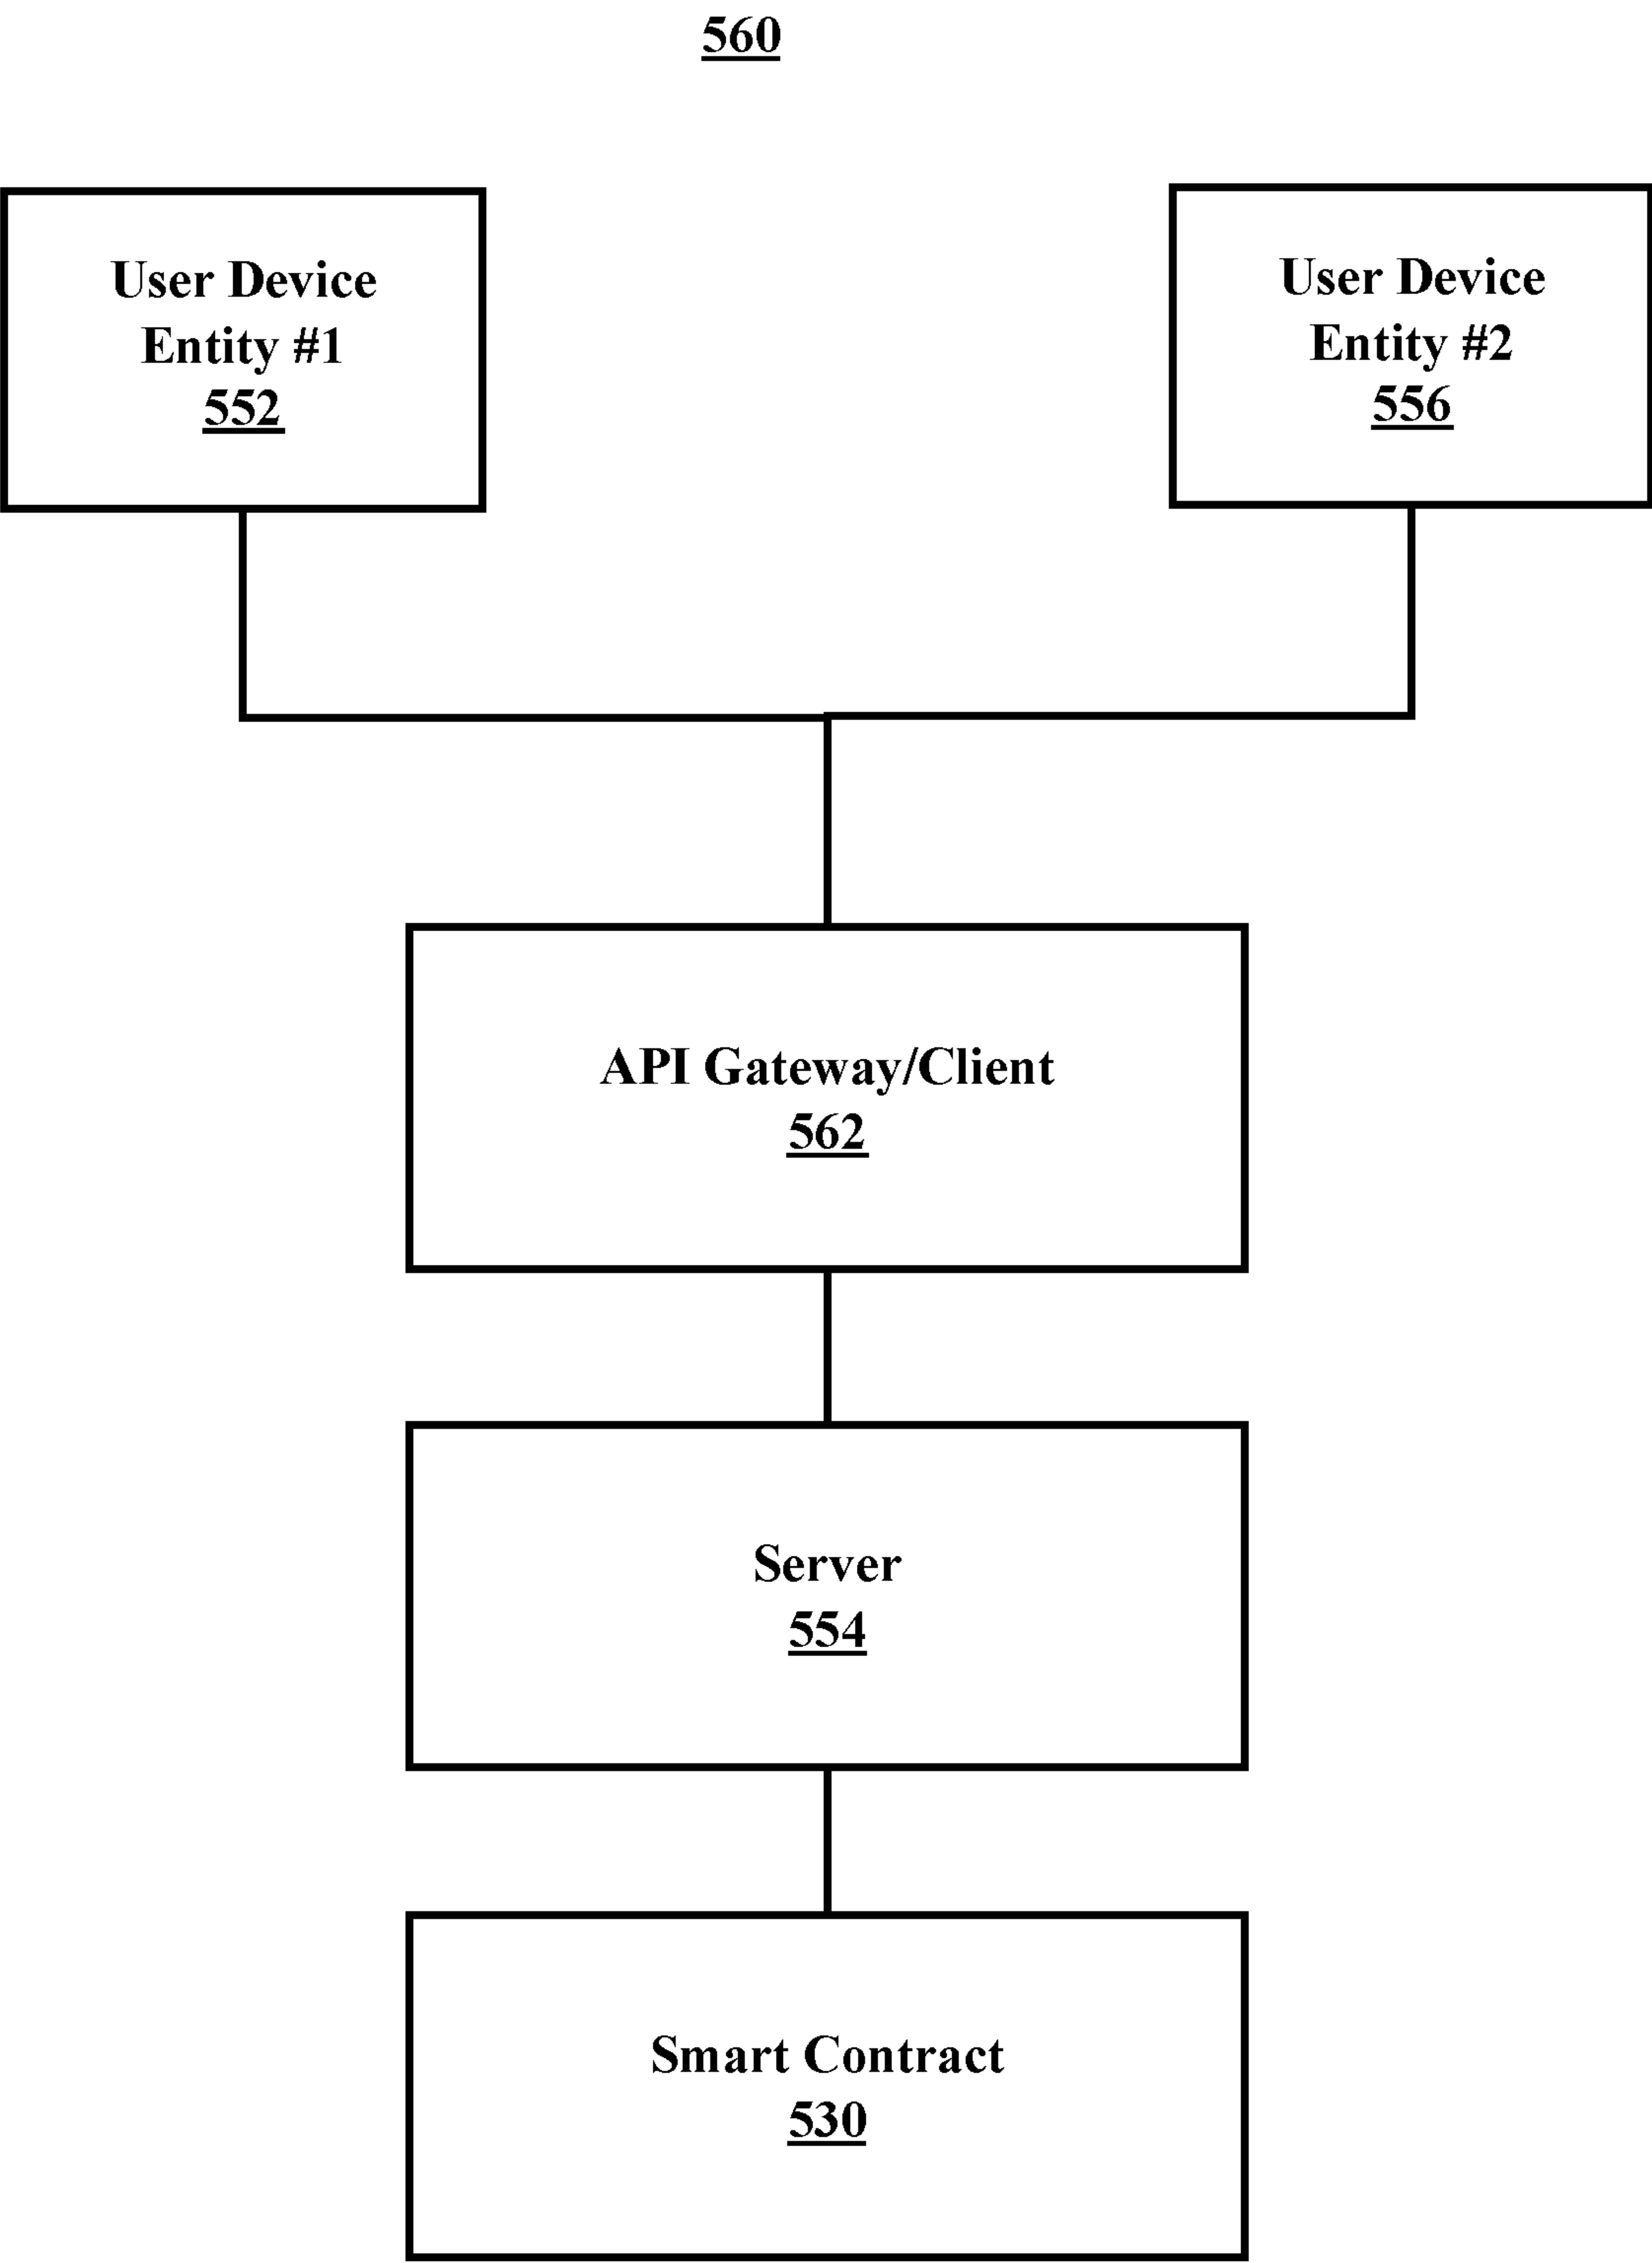 560
User Device
Entity #1
552
User Device
Entity #2
556
API Gateway/Client
562
Server
554
Smart Contract
530